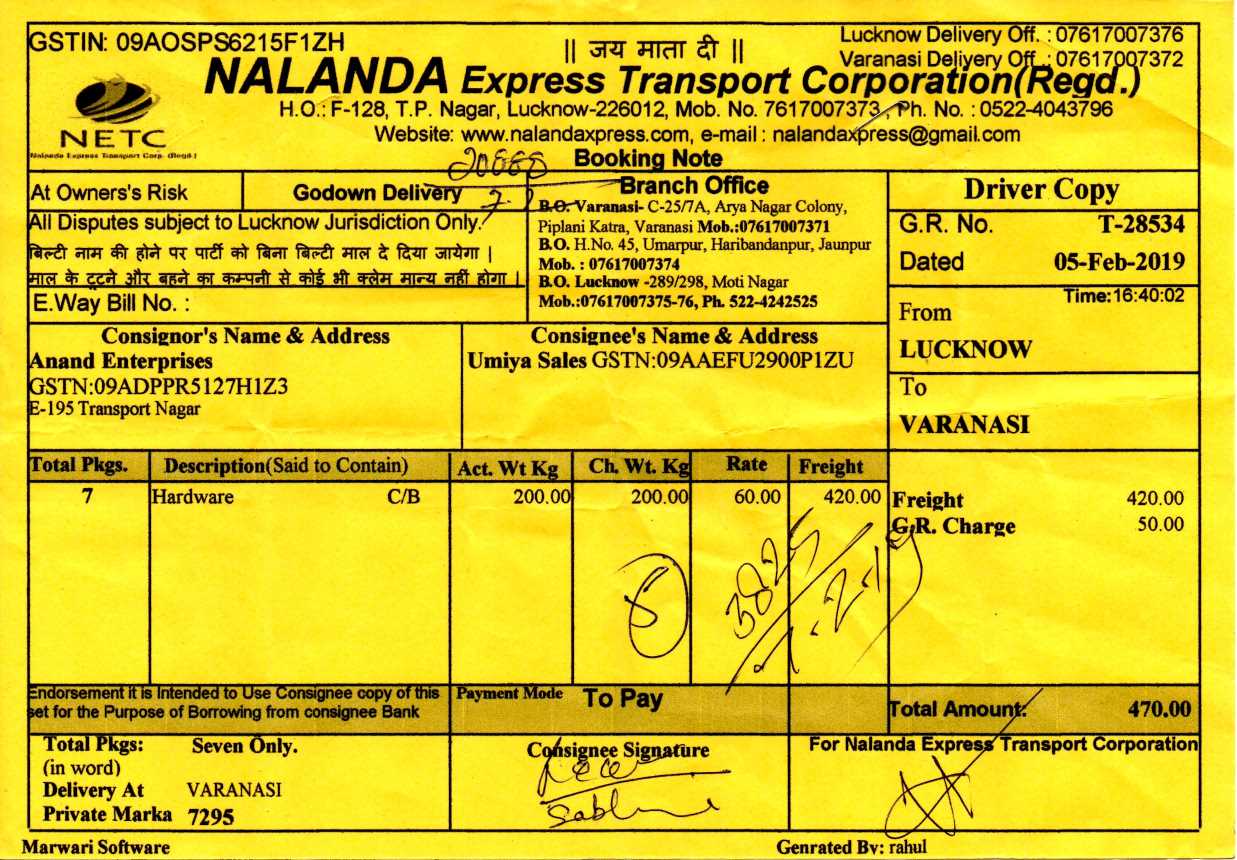 GSTIN: 09AOSPS6215F1ZH
|| जय माता दी ||
Lucknow Delivery Off. : 07617007376
Varanasi Delivery Off. : 07617007372
NALANDA Express Transport Corporation(Regd.)
H.O.: F-128, T.P. Nagar, Lucknow-226012, Mob. No. 7617007373, Ph. No. : 0522-4043796
Website: www.nalandaxpress.com, e-mail : nalandaxpress@gmail.com
NETC
Nalanda Express Transport Corp. (Regd.)
Booking Note
At Owners's Risk
Godown Delivery
All Disputes subject to Lucknow Jurisdiction Only.
बिल्टी नाम की होने पर पार्टी को बिना बिल्टी माल दे दिया जायेगा |
माल के टूटने और बहने का कम्पनी से कोई भी क्लेम मान्य नहीं होगा |
E.Way Bill No. :
Branch Office
B.O. Varanasi- C-25/7A, Arya Nagar Colony,
Piplani Katra, Varanasi Mob.:07617007371
B.O. H.No. 45, Umarpur, Haribandanpur, Jaunpur
Mob. : 07617007374
B.O. Lucknow -289/298, Moti Nagar
Mob.:07617007375-76, Ph. 522-4242525
Driver Copy
G.R. No. T-28534
Dated 05-Feb-2019
Time: 16:40:02
From
LUCKNOW
To
VARANASI
Consignor's Name & Address
Anand Enterprises
GSTN:09ADPPR5127H1Z3
E-195 Transport Nagar
Consignee's Name & Address
Umiya Sales GSTN:09AAEFU2900P1ZU
Total Pkgs. Description(Said to Contain) Act. Wt Kg Ch. Wt. Kg Rate Freight
7 Hardware C/B 200.00 200.00 60.00 420.00
Freight 420.00
G.R. Charge 50.00
3825
7-2-19
Endorsement it is Intended to Use Consignee copy of this
set for the Purpose of Borrowing from consignee Bank
Payment Mode To Pay
Total Amount: 470.00
Total Pkgs: Seven Only.
(in word)
Delivery At VARANASI
Private Marka 7295
Consignee Signature
For Nalanda Express Transport Corporation
Marwari Software
Genrated By: rahul